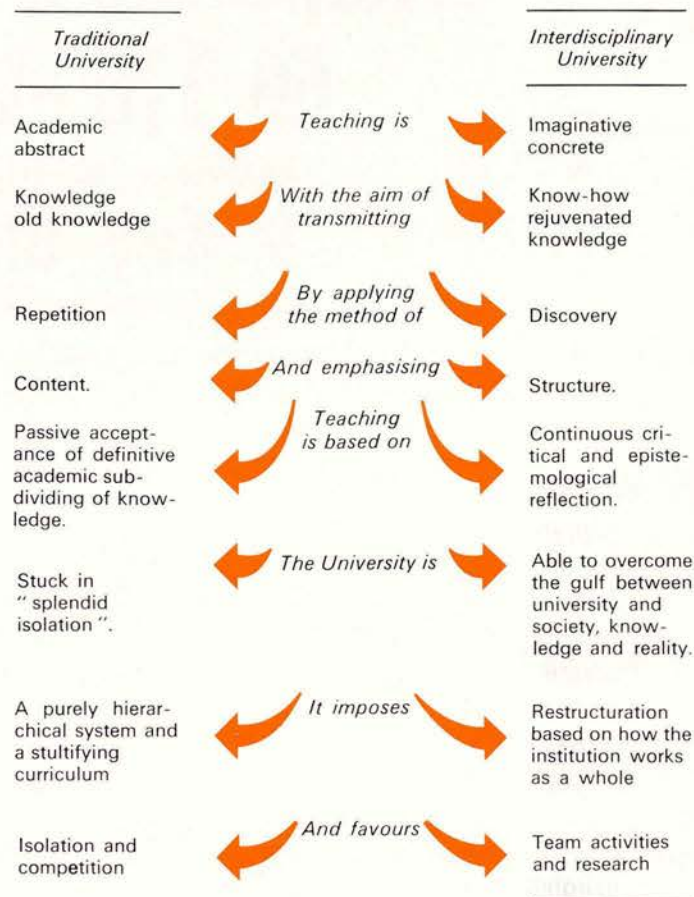 Traditional
University
Interdisciplinary
University
Academic
abstract
Teaching is
Imaginative
concrete
Knowledge
old knowledge
With the aim of
transmitting
Know-how
rejuvenated
knowledge
Repetition
By applying
the method of
Discovery
Content.
And emphasising
Structure.
Passive accept-
ance of definitive
academic sub-
dividing of know-
ledge.
Teaching
is based on
Continuous cri-
tical and episte-
mological
reflection.
Stuck in
" splendid
isolation ".
The University is
Able to overcome
the gulf between
university and
society, know-
ledge and reality.
A purely hierar-
chical system and
a stultifying
curriculum
It imposes
Restructuration
based on how the
institution works
as a whole
Isolation and
competition
And favours
Team activities
and research